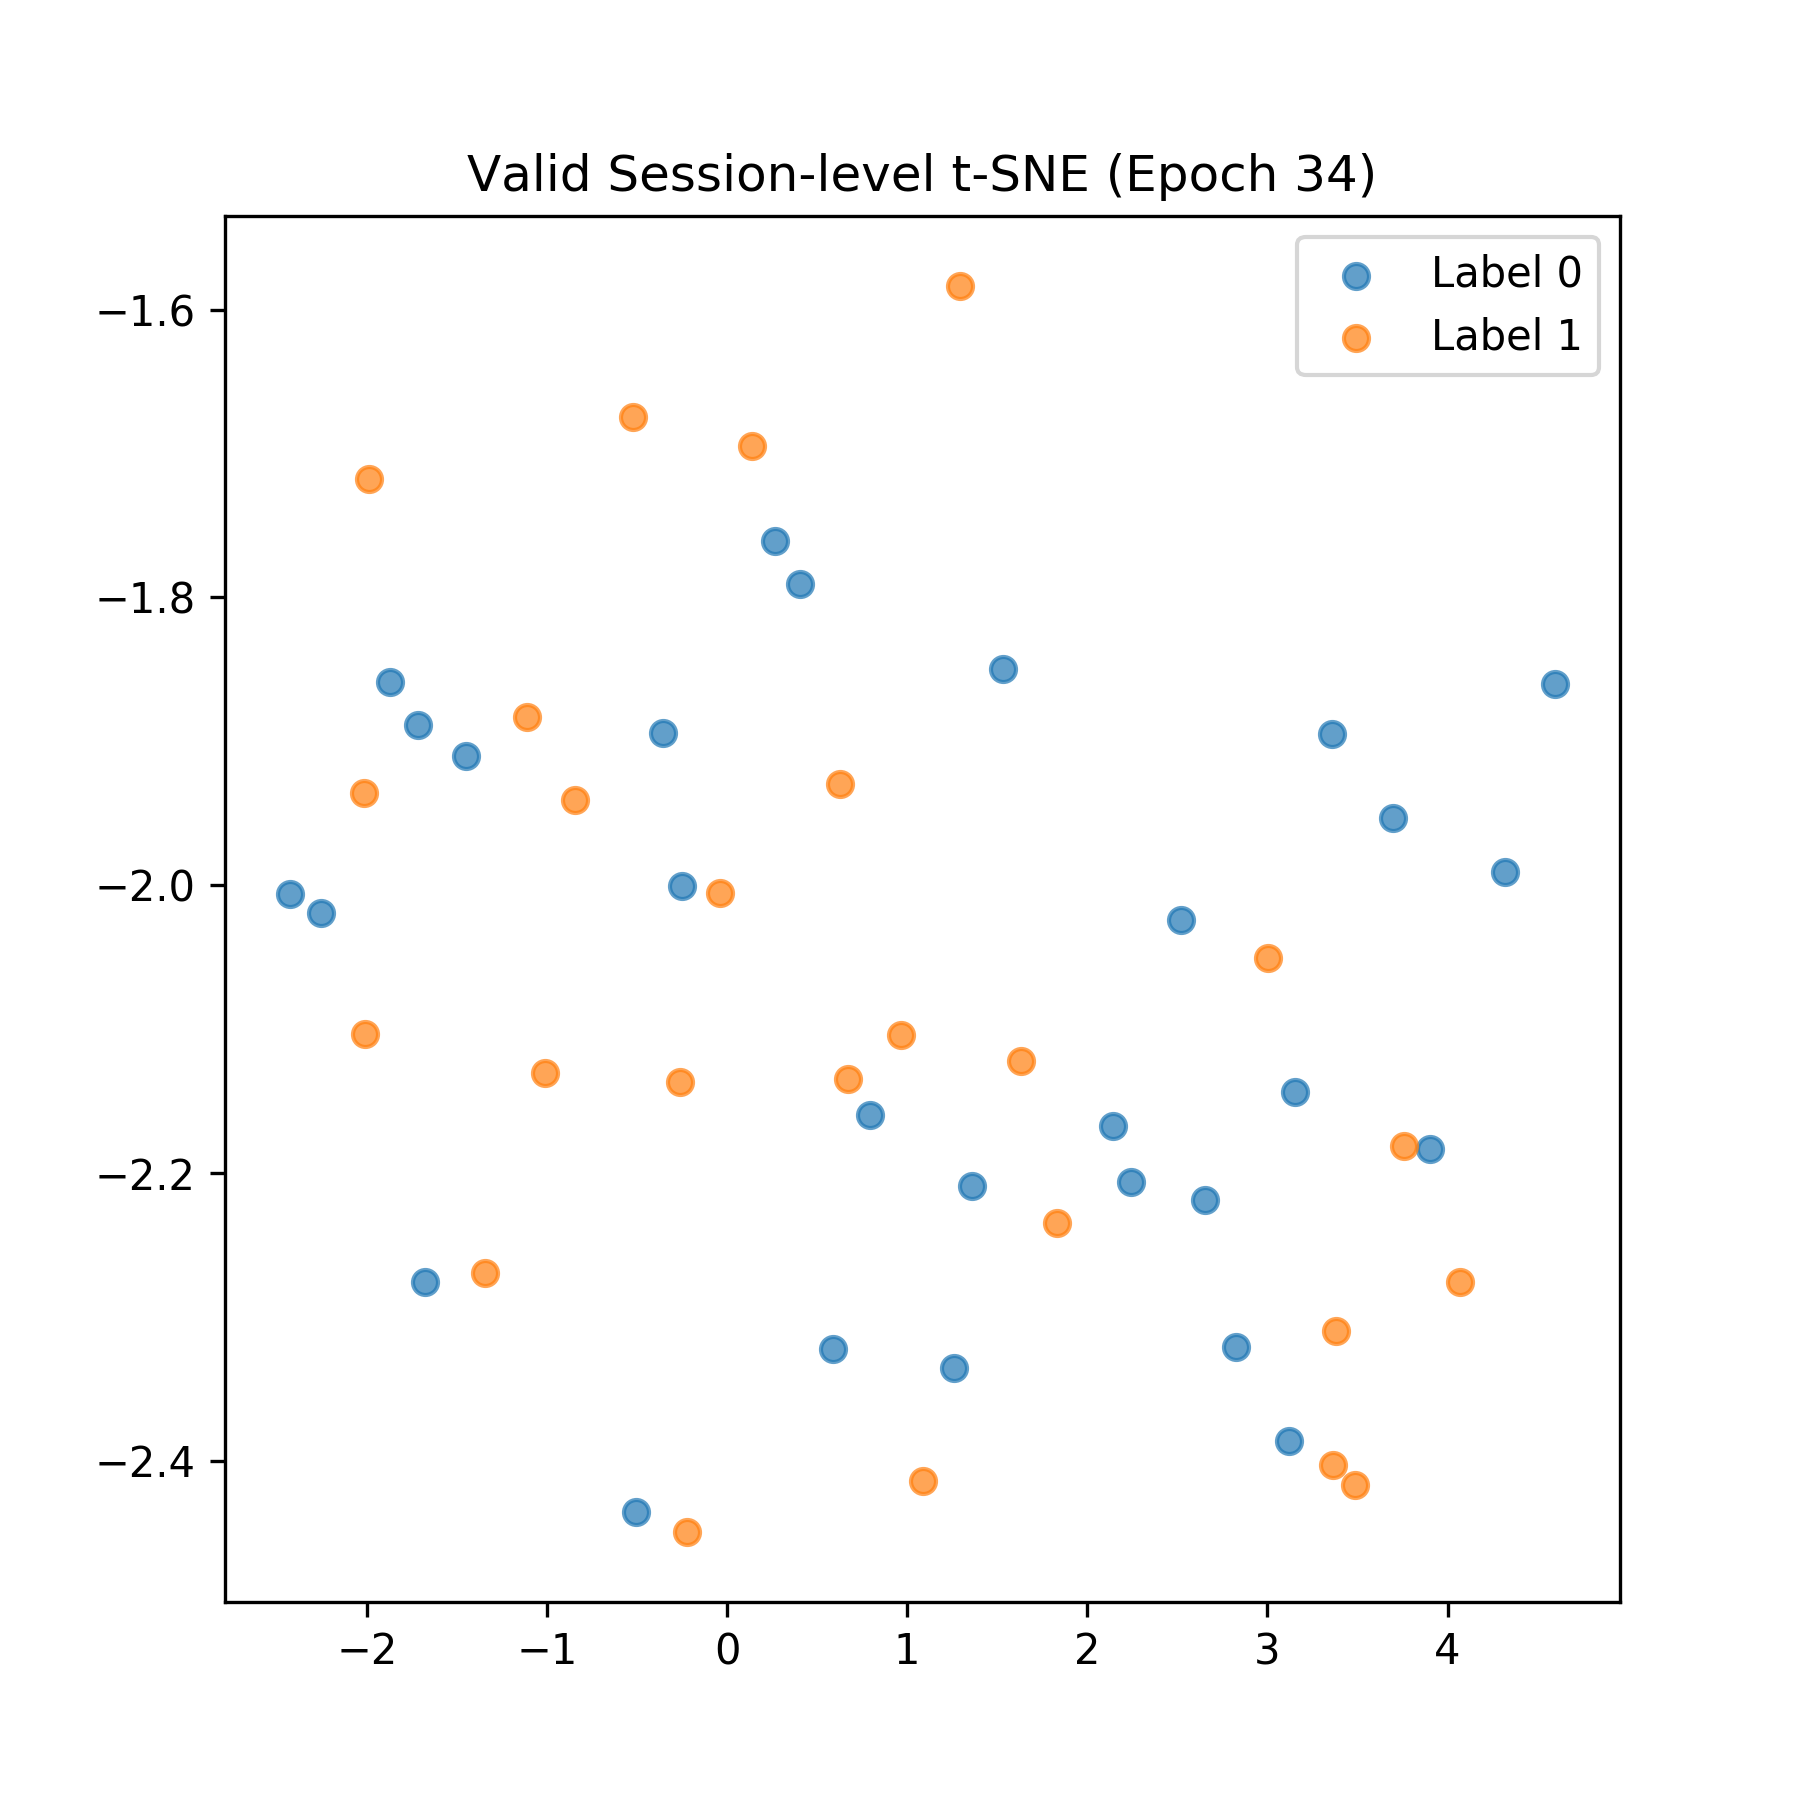 Valid Session-level t-SNE (Epoch 34)
Label 0
Label 1
−1.6
−1.8
−2.0
−2.2
−2.4
−2 −1 0 1 2 3 4